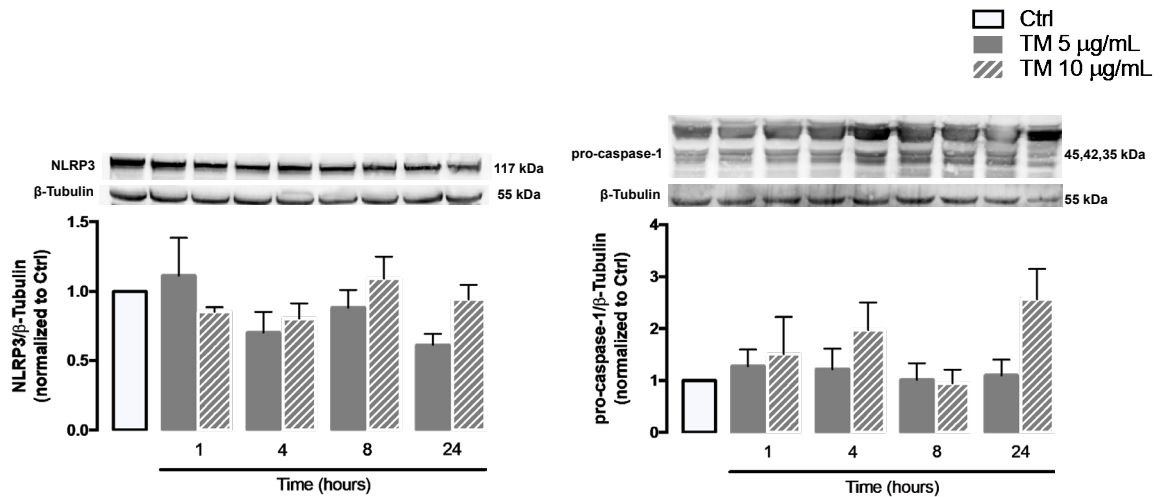 Ctrl
TM 5 μg/mL
TM 10 μg/mL
NLRP3
117 kDa
β-Tubulin
55 kDa
NLRP3/β-Tubulin
(normalized to Ctrl)
1.5
1.0
0.5
0.0
1 4 8 24
Time (hours)
pro-caspase-1
45,42,35 kDa
β-Tubulin
55 kDa
pro-caspase-1/β-Tubulin
(normalized to Ctrl)
4
3
2
1
0
1 4 8 24
Time (hours)